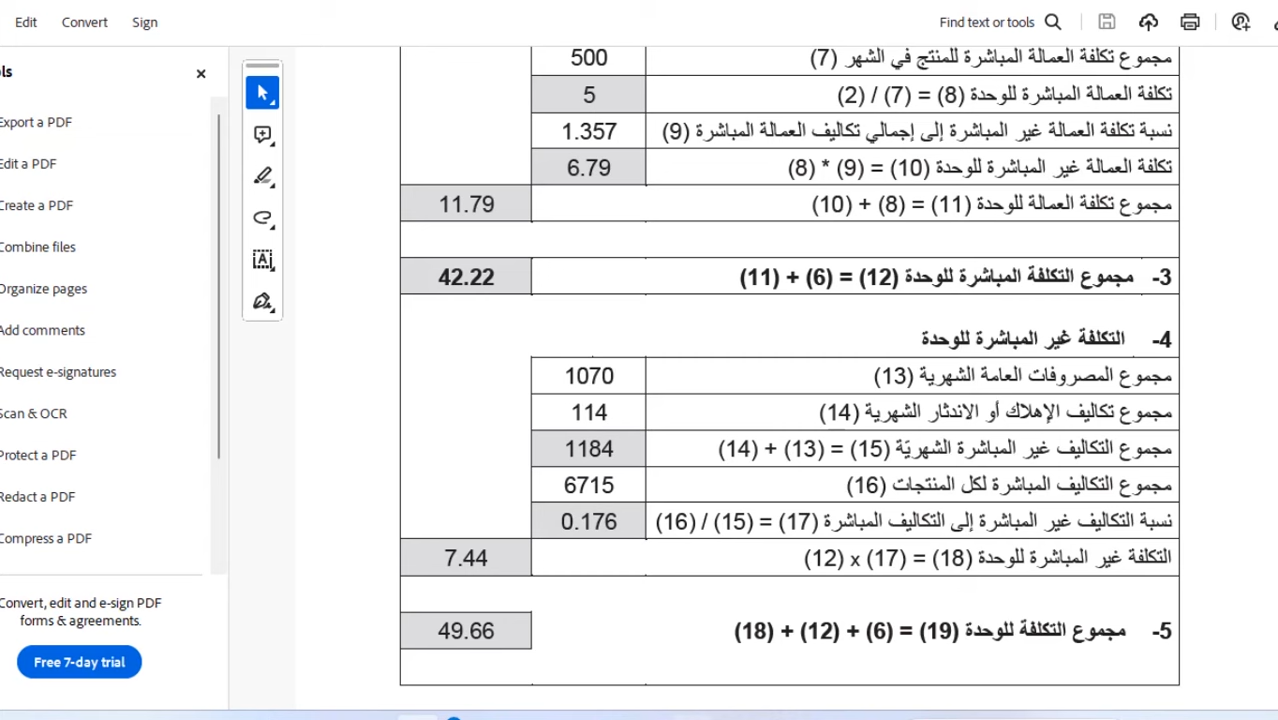 Edit Convert Sign Find text or tools
ls
Export a PDF
Edit a PDF
Create a PDF
Combine files
Organize pages
Add comments
Request e-signatures
Scan & OCR
Protect a PDF
Redact a PDF
Compress a PDF
Convert, edit and e-sign PDF
forms & agreements.
Free 7-day trial
مجموع تكلفة العمالة المباشرة للمنتج في الشهر (7) 500
تكلفة العمالة المباشرة للوحدة (8) = (7) / (2) 5
نسبة تكلفة العمالة غير المباشرة إلى إجمالي تكاليف العمالة المباشرة (9) 1.357
تكلفة العمالة غير المباشرة للوحدة (10) = (9) * (8) 6.79
مجموع تكلفة العمالة للوحدة (11) = (8) + (10) 11.79
3- مجموع التكلفة المباشرة للوحدة (12) = (6) + (11) 42.22
4- التكلفة غير المباشرة للوحدة
مجموع المصروفات العامة الشهرية (13) 1070
مجموع تكاليف الإهلاك أو الاندثار الشهرية (14) 114
مجموع التكاليف غير المباشرة الشهريّة (15) = (13) + (14) 1184
مجموع التكاليف المباشرة لكل المنتجات (16) 6715
نسبة التكاليف غير المباشرة إلى التكاليف المباشرة (17) = (15) / (16) 0.176
التكلفة غير المباشرة للوحدة (18) = (17) x (12) 7.44
5- مجموع التكلفة للوحدة (19) = (6) + (12) + (18) 49.66